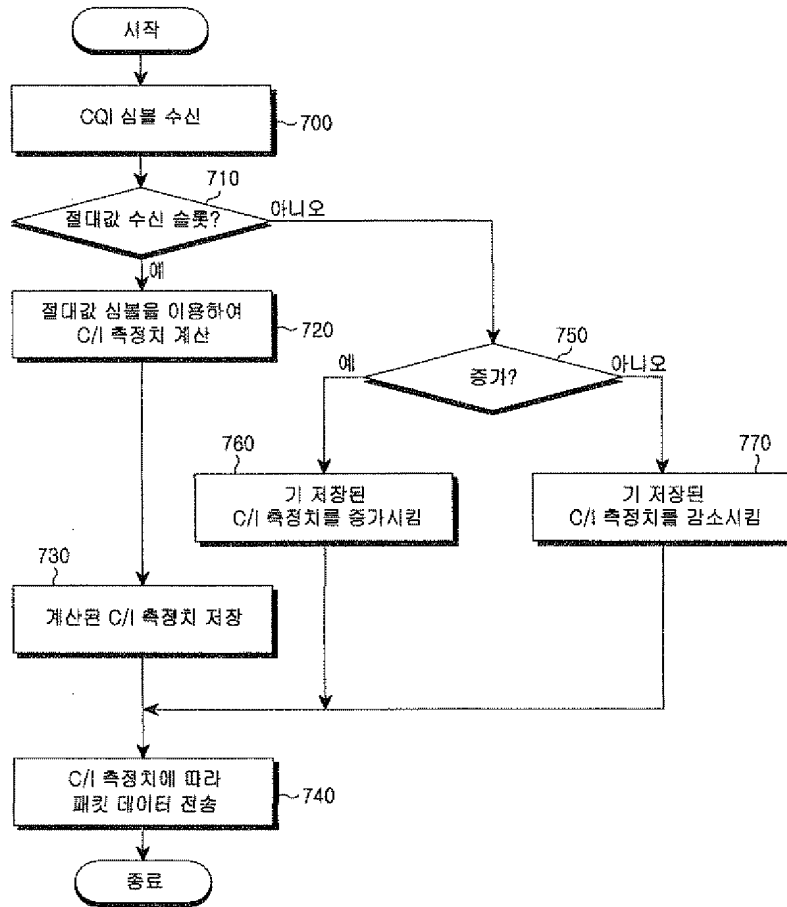 시작
CQI 심볼 수신
700
710
절대값 수신 슬롯?
아니오
예
절대값 심볼을 이용하여
C/I 측정치 계산
720
750
증가?
예
아니오
760
기 저장된
C/I 측정치를 증가시킴
770
기 저장된
C/I 측정치를 감소시킴
730
계산된 C/I 측정치 저장
C/I 측정치에 따라
패킷 데이터 전송
740
종료